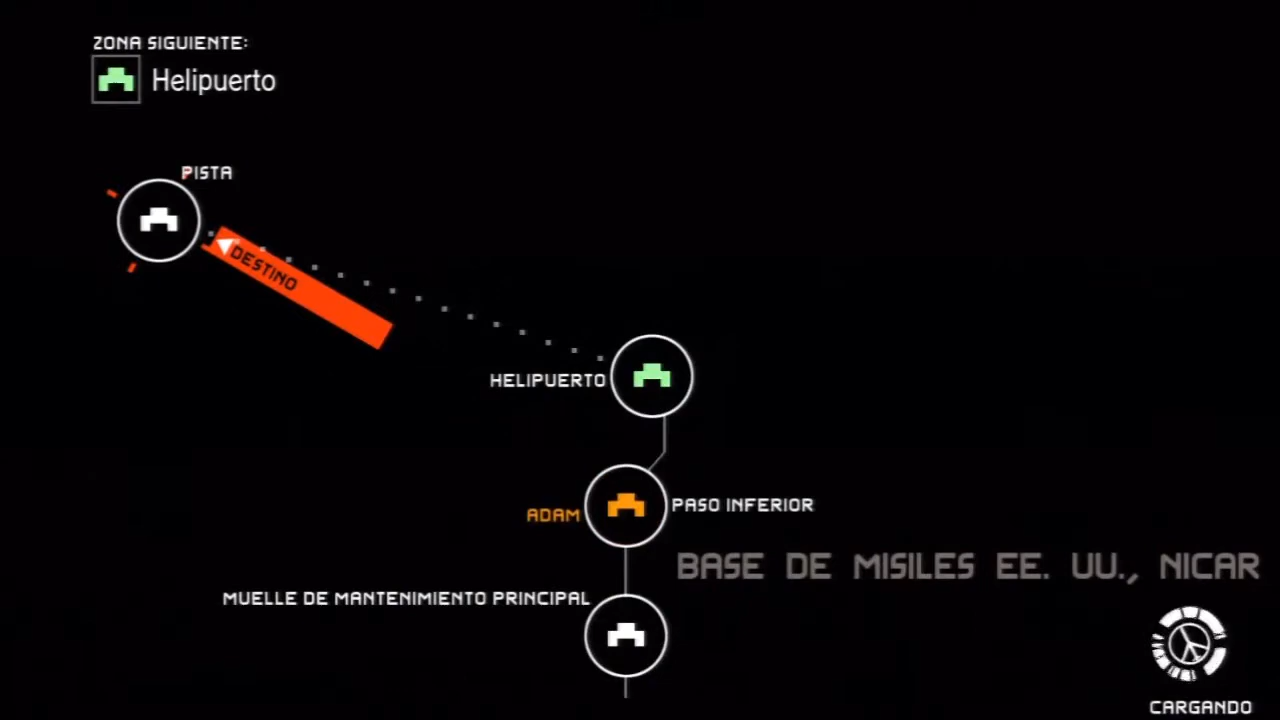 ZONA SIGUIENTE:
Helipuerto
PISTA
DESTINO
HELIPUERTO
ADAM
PASO INFERIOR
BASE DE MISILES EE. UU., NICAR
MUELLE DE MANTENIMIENTO PRINCIPAL
CARGANDO